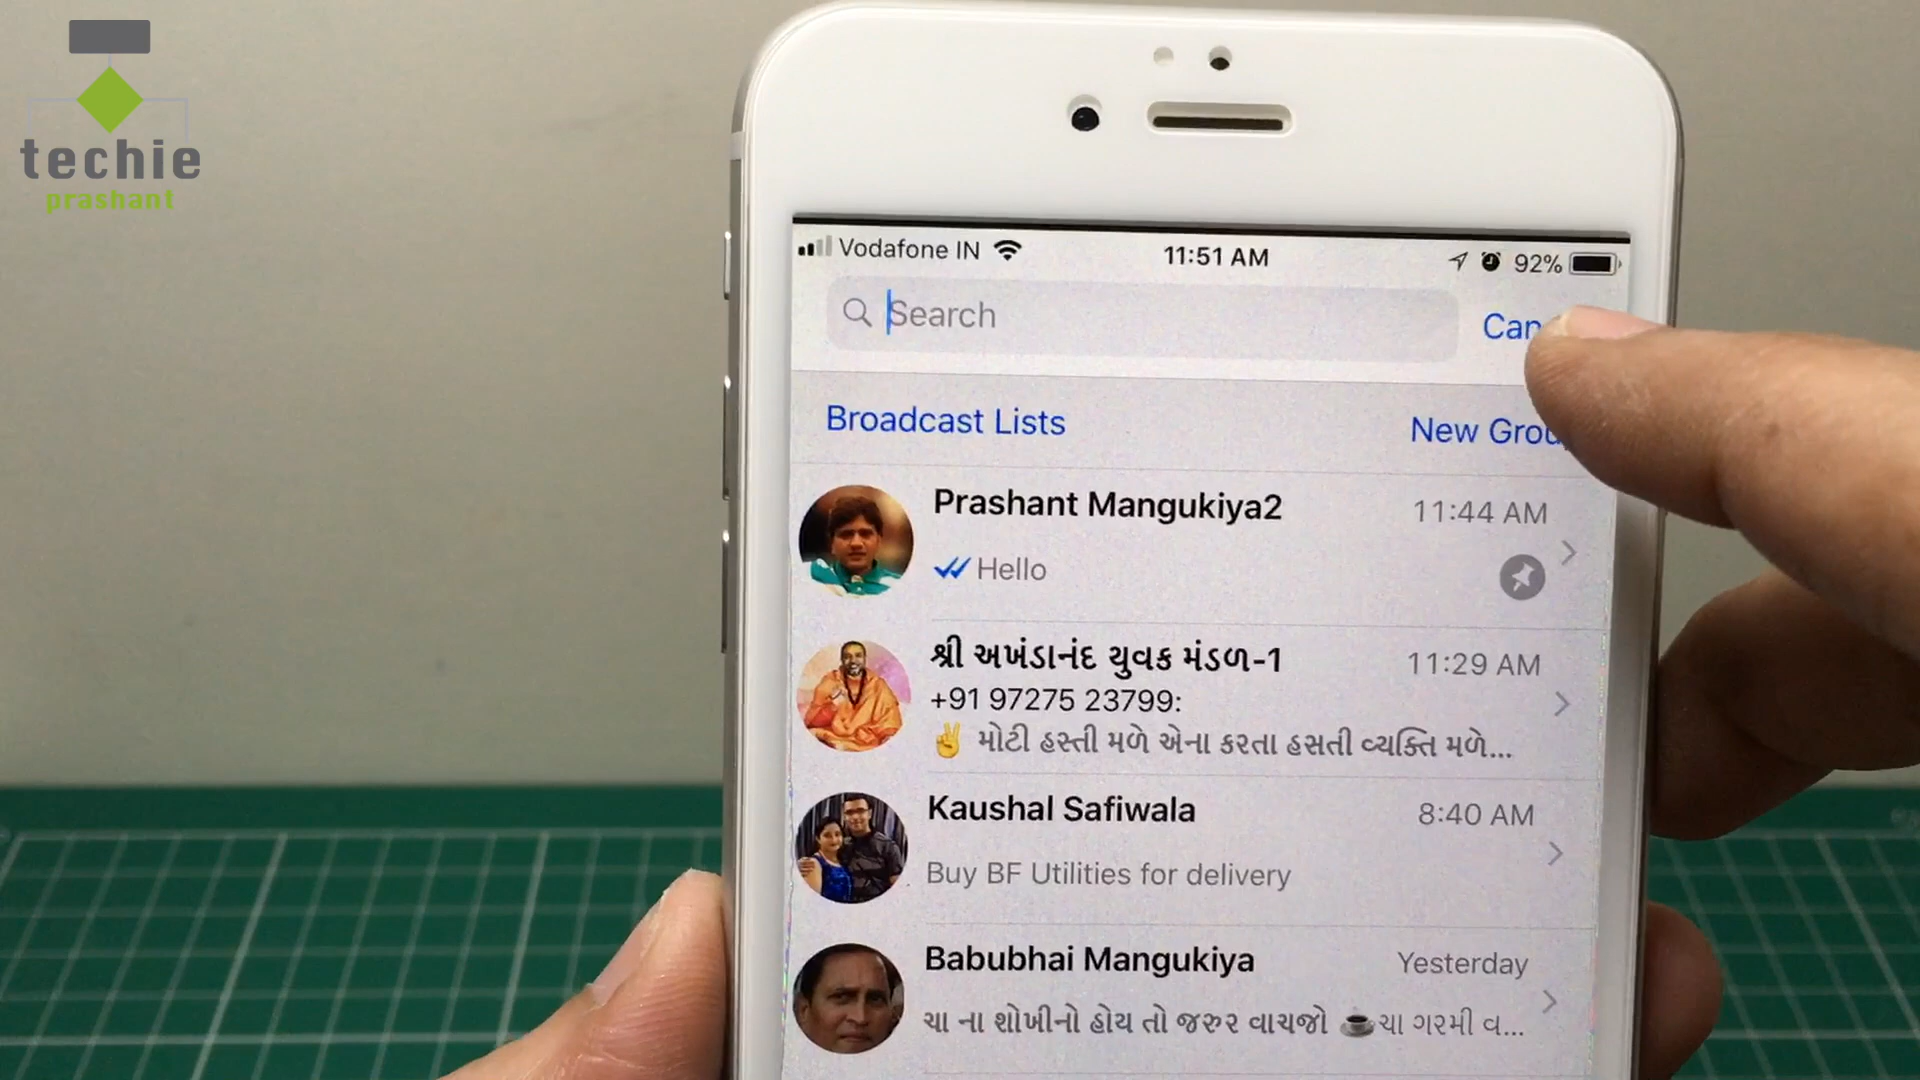 techie
prashant
Vodafone IN 11:51 AM 92%
Search
Broadcast Lists
Prashant Mangukiya2 11:44 AM
Hello
શ્રી અખંડાનંદ યુવક મંડળ-1 11:29 AM
+91 97275 23799:
✌ મોટી હસ્તી મળે એના કરતા હસતી વ્યક્તિ મળે...
Kaushal Safiwala 8:40 AM
Buy BF Utilities for delivery
Babubhai Mangukiya Yesterday
ચા ના શોખીનો હોય તો જરુર વાચજો ☕ચા ગરમી વ...